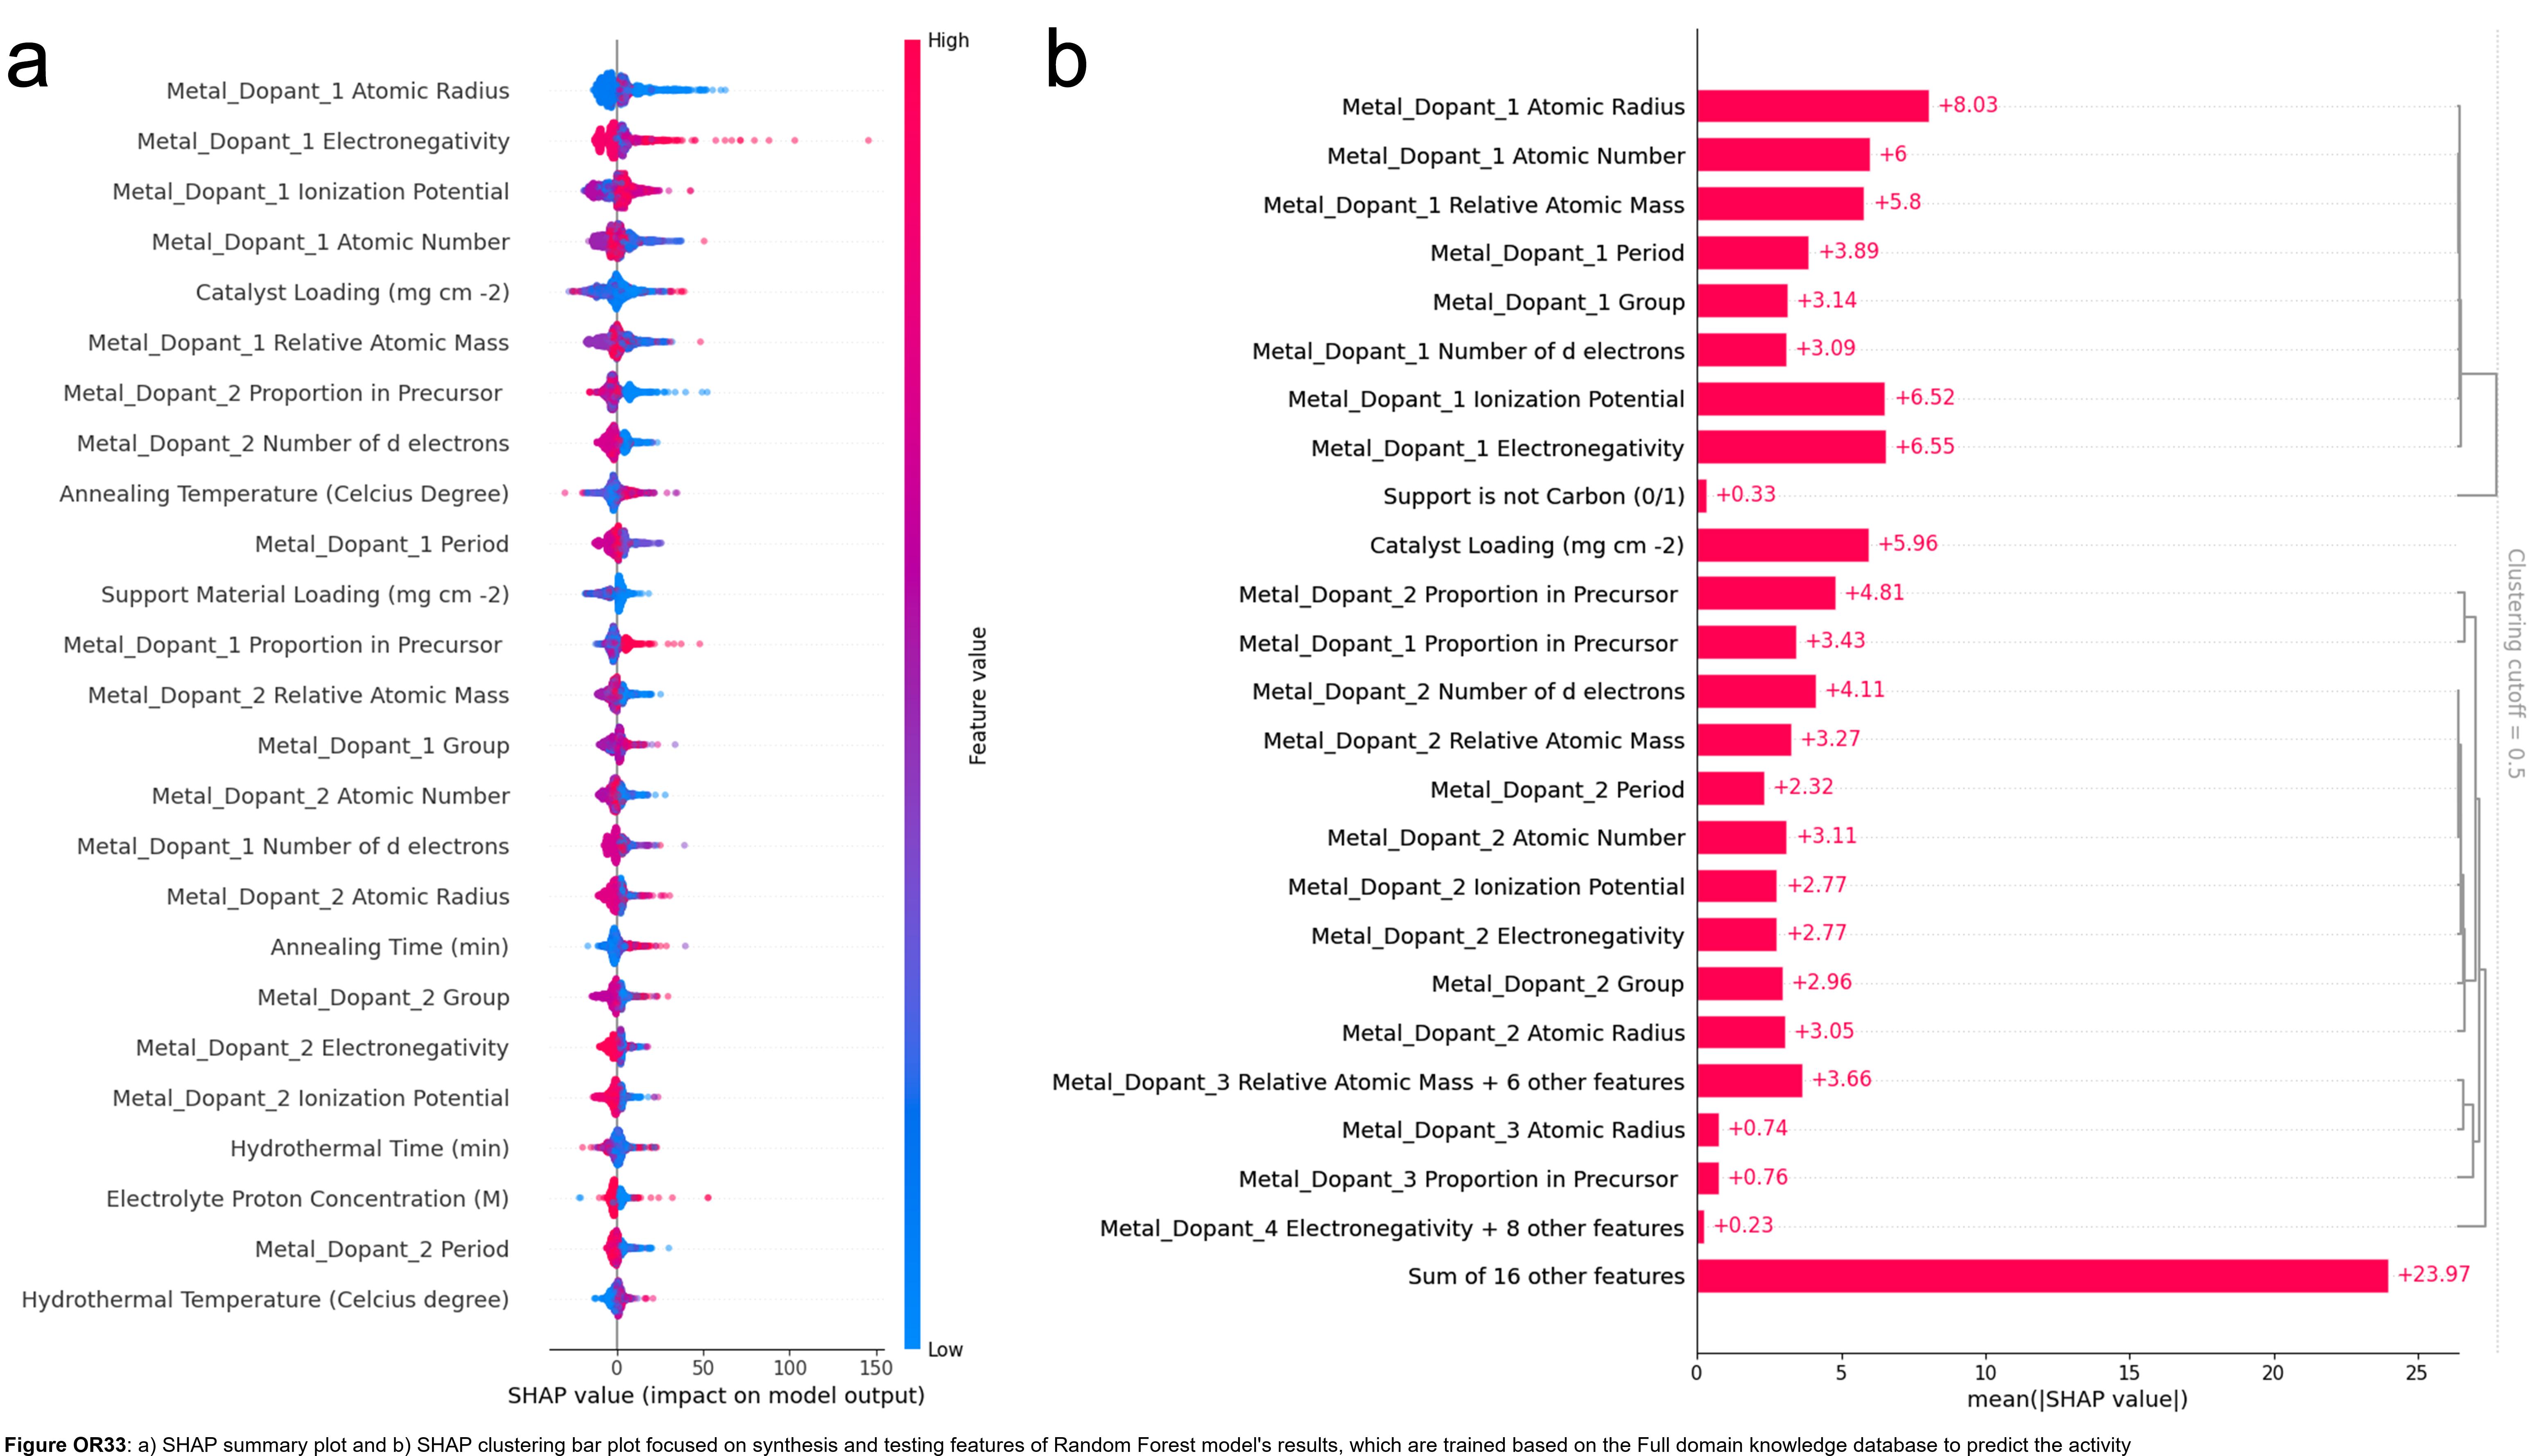 a
High
Metal_Dopant_1 Atomic Radius
Metal_Dopant_1 Electronegativity
Metal_Dopant_1 Ionization Potential
Metal_Dopant_1 Atomic Number
Catalyst Loading (mg cm -2)
Metal_Dopant_1 Relative Atomic Mass
Metal_Dopant_2 Proportion in Precursor
Metal_Dopant_2 Number of d electrons
Annealing Temperature (Celcius Degree)
Metal_Dopant_1 Period
Support Material Loading (mg cm -2)
Metal_Dopant_1 Proportion in Precursor
Metal_Dopant_2 Relative Atomic Mass
Metal_Dopant_1 Group
Metal_Dopant_2 Atomic Number
Metal_Dopant_1 Number of d electrons
Metal_Dopant_2 Atomic Radius
Annealing Time (min)
Metal_Dopant_2 Group
Metal_Dopant_2 Electronegativity
Metal_Dopant_2 Ionization Potential
Hydrothermal Time (min)
Electrolyte Proton Concentration (M)
Metal_Dopant_2 Period
Hydrothermal Temperature (Celcius degree)
Feature value
Low
0 50 100 150
SHAP value (impact on model output)
b
Metal_Dopant_1 Atomic Radius +8.03
Metal_Dopant_1 Atomic Number +6
Metal_Dopant_1 Relative Atomic Mass +5.8
Metal_Dopant_1 Period +3.89
Metal_Dopant_1 Group +3.14
Metal_Dopant_1 Number of d electrons +3.09
Metal_Dopant_1 Ionization Potential +6.52
Metal_Dopant_1 Electronegativity +6.55
Support is not Carbon (0/1) +0.33
Catalyst Loading (mg cm -2) +5.96
Metal_Dopant_2 Proportion in Precursor +4.81
Metal_Dopant_1 Proportion in Precursor +3.43
Metal_Dopant_2 Number of d electrons +4.11
Metal_Dopant_2 Relative Atomic Mass +3.27
Metal_Dopant_2 Period +2.32
Metal_Dopant_2 Atomic Number +3.11
Metal_Dopant_2 Ionization Potential +2.77
Metal_Dopant_2 Electronegativity +2.77
Metal_Dopant_2 Group +2.96
Metal_Dopant_2 Atomic Radius +3.05
Metal_Dopant_3 Relative Atomic Mass + 6 other features +3.66
Metal_Dopant_3 Atomic Radius +0.74
Metal_Dopant_3 Proportion in Precursor +0.76
Metal_Dopant_4 Electronegativity + 8 other features +0.23
Sum of 16 other features +23.97
Clustering cutoff = 0.5
0 5 10 15 20 25
mean(|SHAP value|)
Figure OR33: a) SHAP summary plot and b) SHAP clustering bar plot focused on synthesis and testing features of Random Forest model's results, which are trained based on the Full domain knowledge database to predict the activity